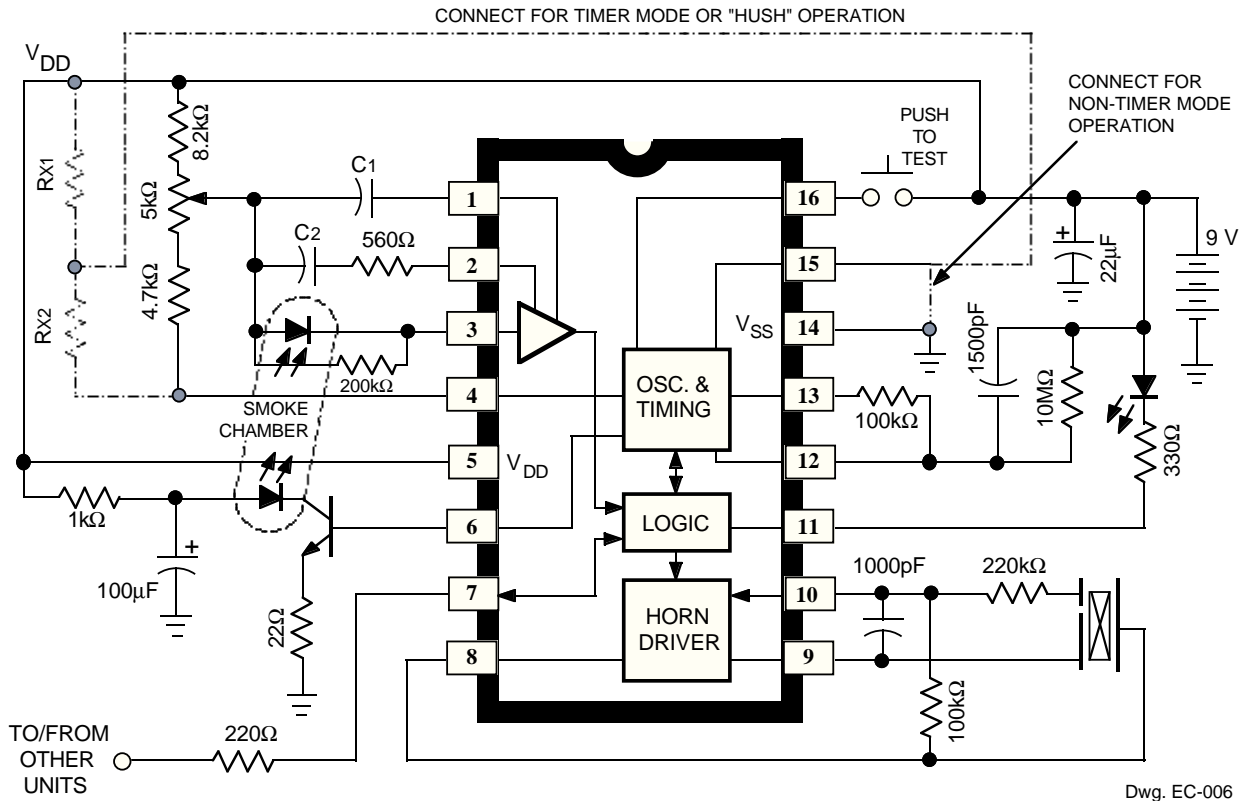 CONNECT FOR TIMER MODE OR "HUSH" OPERATION
VDD
CONNECT FOR
NON-TIMER MODE
OPERATION
PUSH
TO
TEST
RX1
8.2kΩ
5kΩ
C1
1
16
9 V
C2
560Ω
2
15
+
22µF
RX2
4.7kΩ
3
VSS
14
1500pF
200kΩ
OSC. &
TIMING
10MΩ
4
13
100kΩ
330Ω
SMOKE
CHAMBER
5
VDD
12
1kΩ
6
LOGIC
11
+
100µF
1000pF
220kΩ
7
10
22Ω
HORN
DRIVER
8
9
100kΩ
TO/FROM
OTHER
UNITS
220Ω
Dwg. EC-006